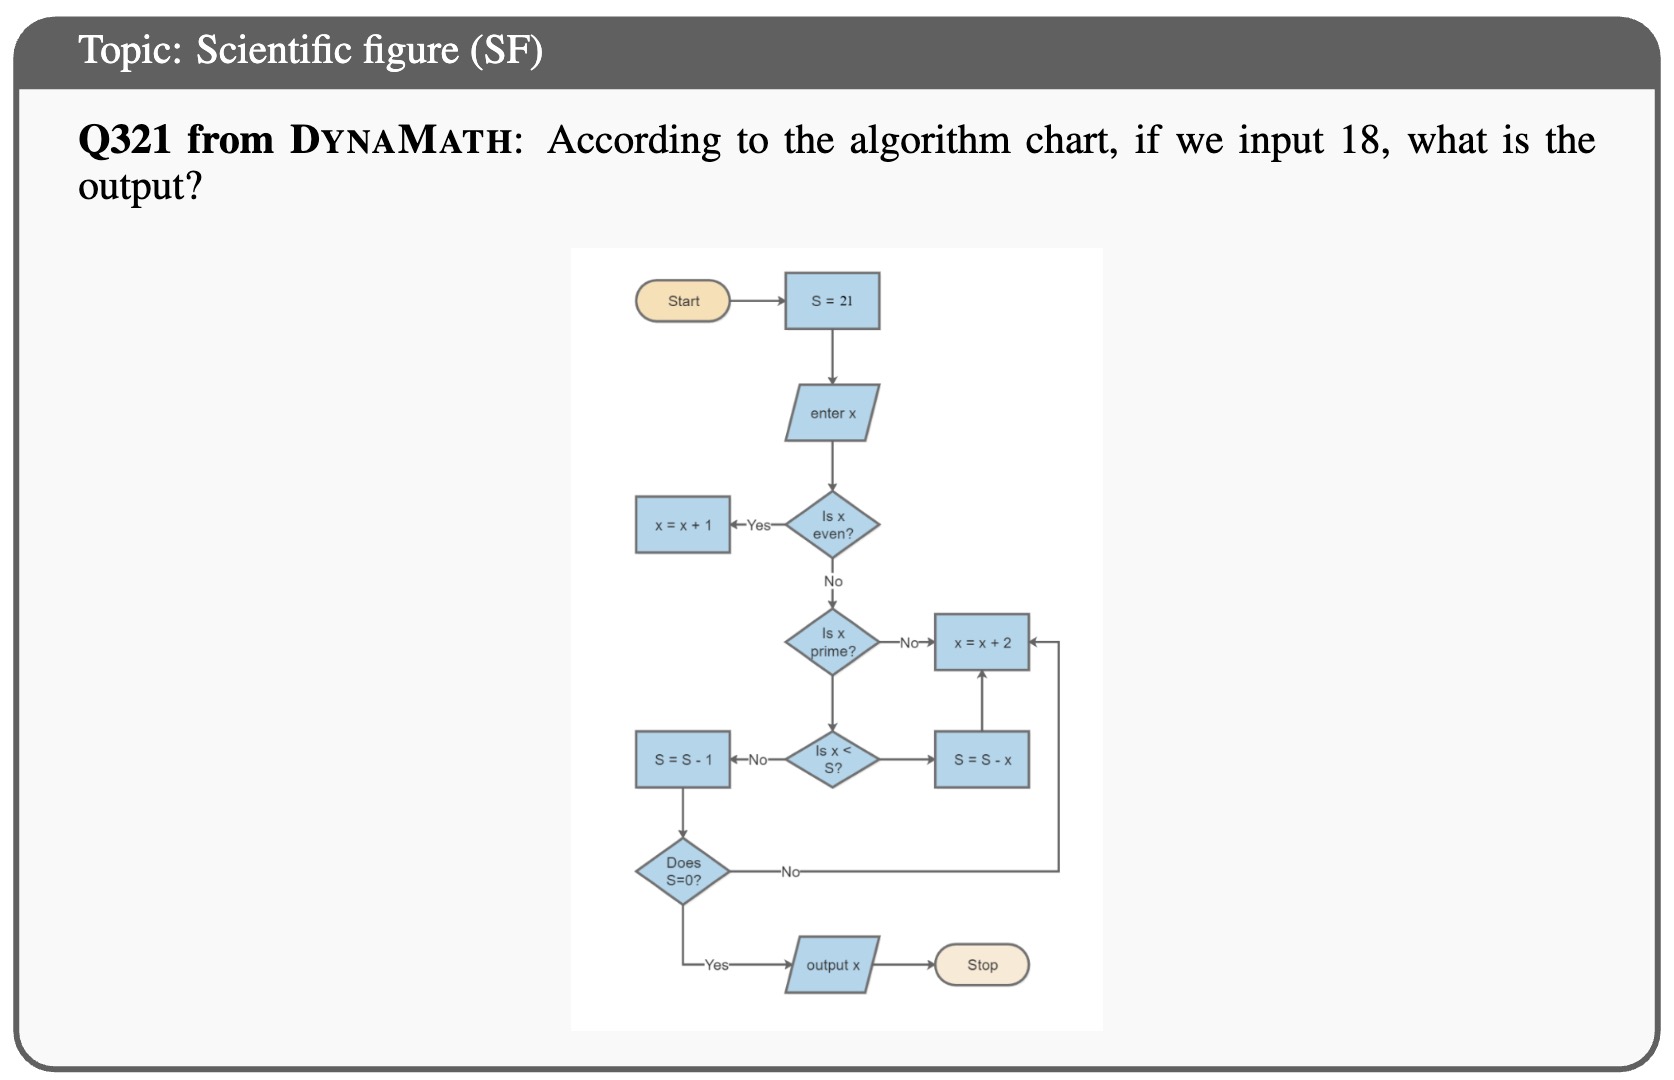 Topic: Scientific figure (SF)
Q321 from DYNAMATH: According to the algorithm chart, if we input 18, what is the
output?
Start
S = 21
enter x
x = x + 1
Yes
Is x
even?
No
Is x
prime?
No
x = x + 2
S = S - 1
No
Is x <
S?
S = S - x
Does
S=0?
No
Yes
output x
Stop